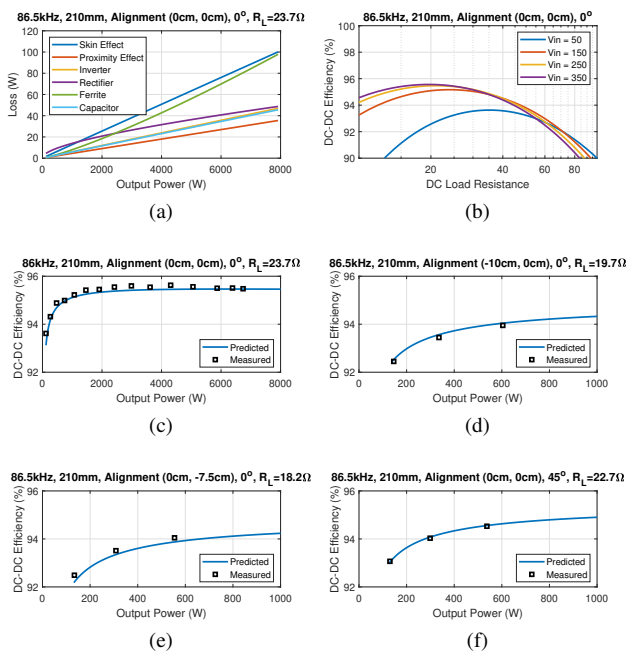 86.5kHz, 210mm, Alignment (0cm, 0cm), 0°, R_L=23.7Ω
Loss (W)
120
100
80
60
40
20
0
Skin Effect
Proximity Effect
Inverter
Rectifier
Ferrite
Capacitor
0 2000 4000 6000 8000
Output Power (W)
(a)
86.5kHz, 210mm, Alignment (0cm, 0cm), 0°
DC-DC Efficiency (%)
100
98
96
94
92
90
Vin = 50
Vin = 150
Vin = 250
Vin = 350
20 40 60 80
DC Load Resistance
(b)
86kHz, 210mm, Alignment (0cm, 0cm), 0°, R_L=23.7Ω
DC-DC Efficiency (%)
96
94
92
Predicted
Measured
0 2000 4000 6000 8000
Output Power (W)
(c)
86.5kHz, 210mm, Alignment (-10cm, 0cm), 0°, R_L=19.7Ω
DC-DC Efficiency (%)
96
94
92
Predicted
Measured
0 200 400 600 800 1000
Output Power (W)
(d)
86.5kHz, 210mm, Alignment (0cm, -7.5cm), 0°, R_L=18.2Ω
DC-DC Efficiency (%)
96
94
92
Predicted
Measured
0 200 400 600 800 1000
Output Power (W)
(e)
86.5kHz, 210mm, Alignment (0cm, 0cm), 45°, R_L=22.7Ω
DC-DC Efficiency (%)
96
94
92
Predicted
Measured
0 200 400 600 800 1000
Output Power (W)
(f)